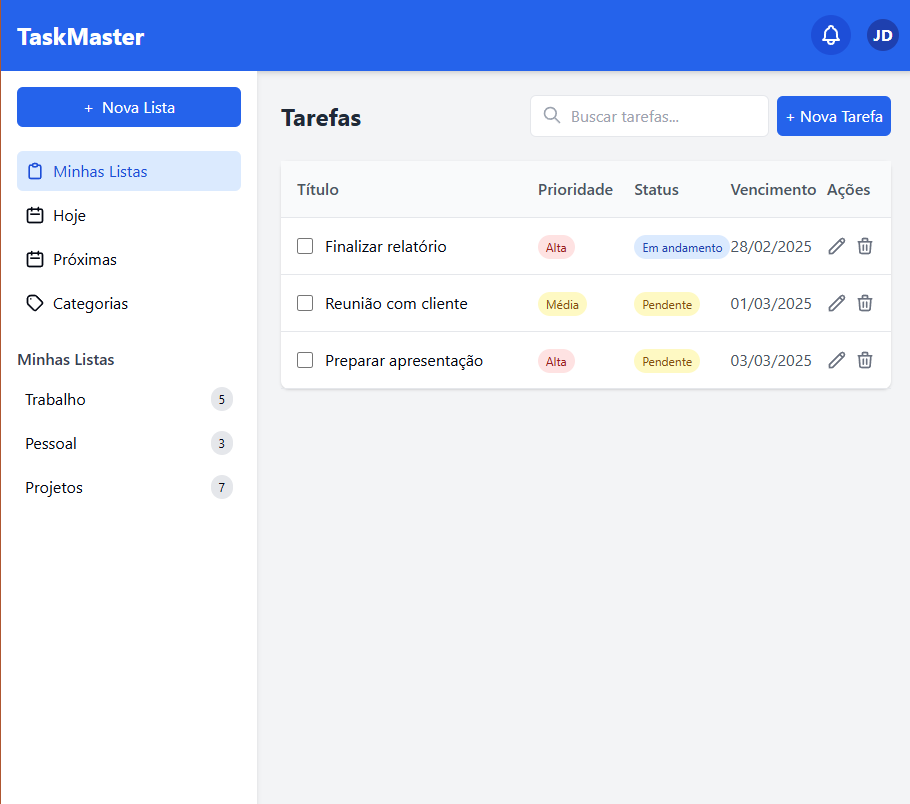 TaskMaster
JD
+ Nova Lista
Minhas Listas
Hoje
Próximas
Categorias
Minhas Listas
Trabalho 5
Pessoal 3
Projetos 7
Tarefas
Buscar tarefas...
+ Nova Tarefa
Título Prioridade Status Vencimento Ações
Finalizar relatório Alta Em andamento 28/02/2025
Reunião com cliente Média Pendente 01/03/2025
Preparar apresentação Alta Pendente 03/03/2025